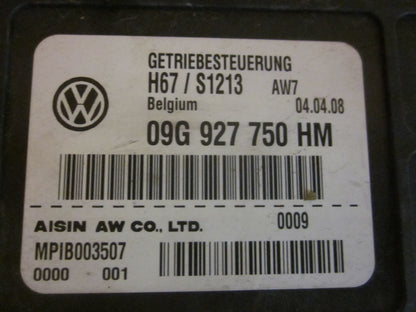 GETRIEBESTEUERUNG
H67 / S1213 AW7
Belgium 04.04.08
09G 927 750 HM
AISIN AW CO., LTD. 0009
MPIB003507
0000 001